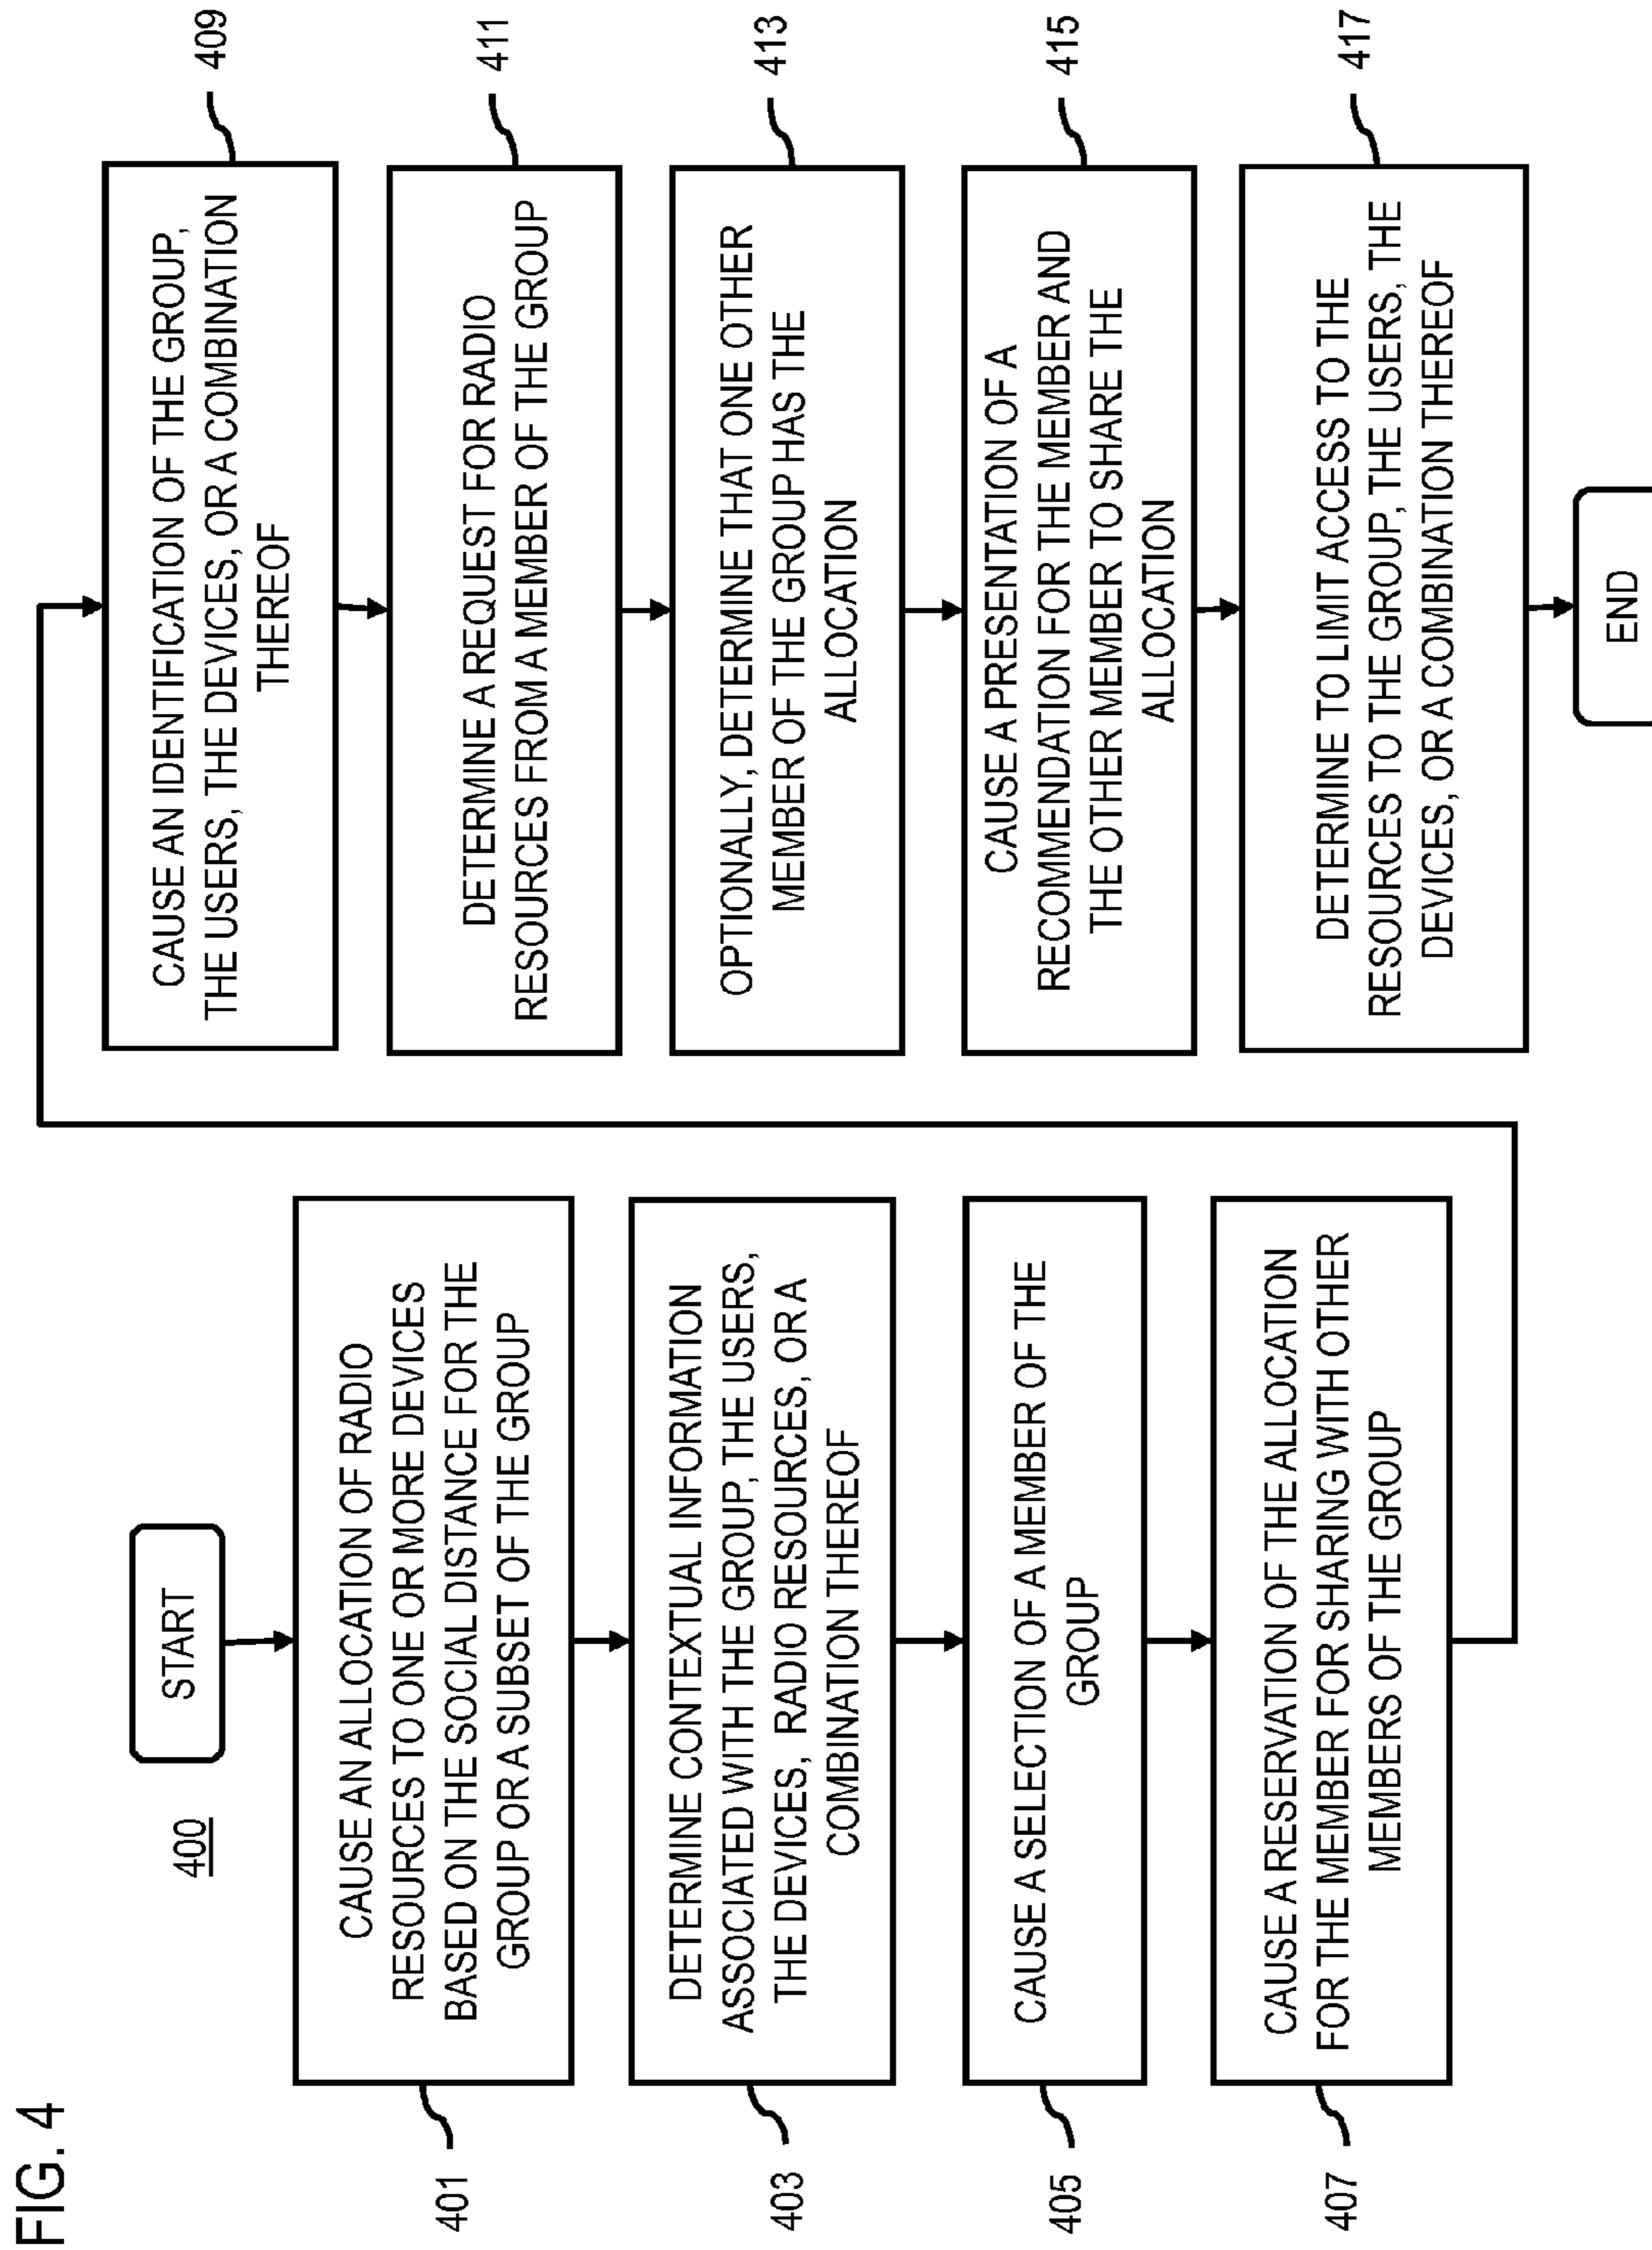 FIG. 4
400
START
401
CAUSE AN ALLOCATION OF RADIO
RESOURCES TO ONE OR MORE DEVICES
BASED ON THE SOCIAL DISTANCE FOR THE
GROUP OR A SUBSET OF THE GROUP
403
DETERMINE CONTEXTUAL INFORMATION
ASSOCIATED WITH THE GROUP, THE USERS,
THE DEVICES, RADIO RESOURCES, OR A
COMBINATION THEREOF
405
CAUSE A SELECTION OF A MEMBER OF THE
GROUP
407
CAUSE A RESERVATION OF THE ALLOCATION
FOR THE MEMBER FOR SHARING WITH OTHER
MEMBERS OF THE GROUP
CAUSE AN IDENTIFICATION OF THE GROUP,
THE USERS, THE DEVICES, OR A COMBINATION
THEREOF
409
DETERMINE A REQUEST FOR RADIO
RESOURCES FROM A MEMBER OF THE GROUP
411
OPTIONALLY, DETERMINE THAT ONE OTHER
MEMBER OF THE GROUP HAS THE
ALLOCATION
413
CAUSE A PRESENTATION OF A
RECOMMENDATION FOR THE MEMBER AND
THE OTHER MEMBER TO SHARE THE
ALLOCATION
415
DETERMINE TO LIMIT ACCESS TO THE
RESOURCES TO THE GROUP, THE USERS, THE
DEVICES, OR A COMBINATION THEREOF
417
END